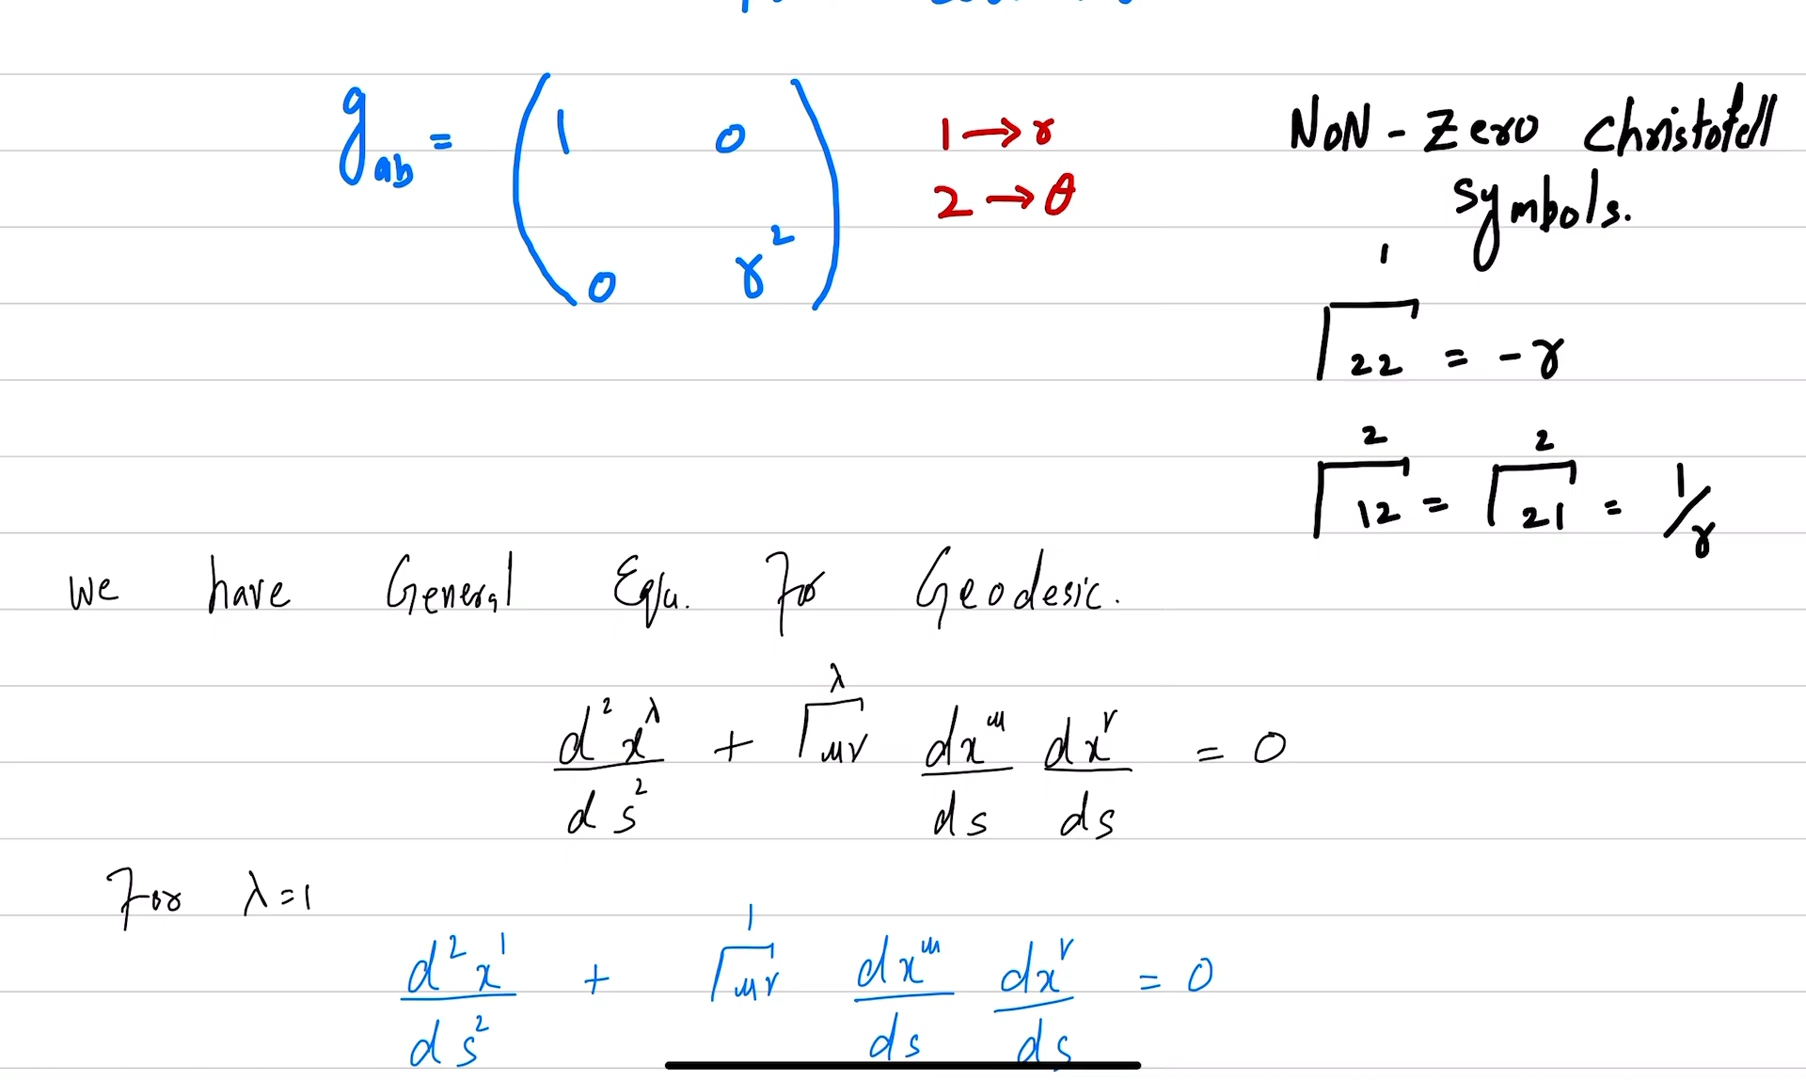 g_ab = ( 1 0
0 r² )
1 → r
2 → θ
NoN - Zero Christofell
symbols.
Γ¹₂₂ = - r
Γ²₁₂ = Γ²₂₁ = 1/r
we have General Eqn. For Geodesic.
d²x^λ/ds² + Γ^λ_μν dx^μ/ds dx^ν/ds = 0
For λ=1
d²x¹/ds² + Γ¹_μν dx^μ/ds dx^ν/ds = 0